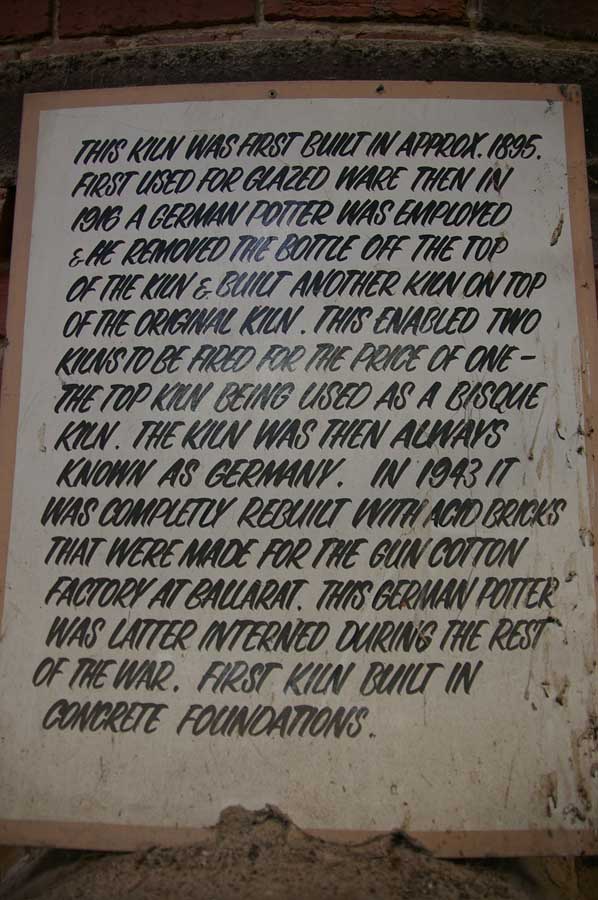 THIS KILN WAS FIRST BUILT IN APPROX. 1895.
FIRST USED FOR GLAZED WARE THEN IN
1916 A GERMAN POTTER WAS EMPLOYED
& HE REMOVED THE BOTTLE OFF THE TOP
OF THE KILN & BUILT ANOTHER KILN ON TOP
OF THE ORIGINAL KILN. THIS ENABLED TWO
KILNS TO BE FIRED FOR THE PRICE OF ONE -
THE TOP KILN BEING USED AS A BISQUE
KILN. THE KILN WAS THEN ALWAYS
KNOWN AS GERMANY. IN 1943 IT
WAS COMPLETLY REBUILT WITH ACID BRICKS
THAT WERE MADE FOR THE GUN COTTON
FACTORY AT BALLARAT. THIS GERMAN POTTER
WAS LATTER INTERNED DURING THE REST
OF THE WAR. FIRST KILN BUILT IN
CONCRETE FOUNDATIONS.